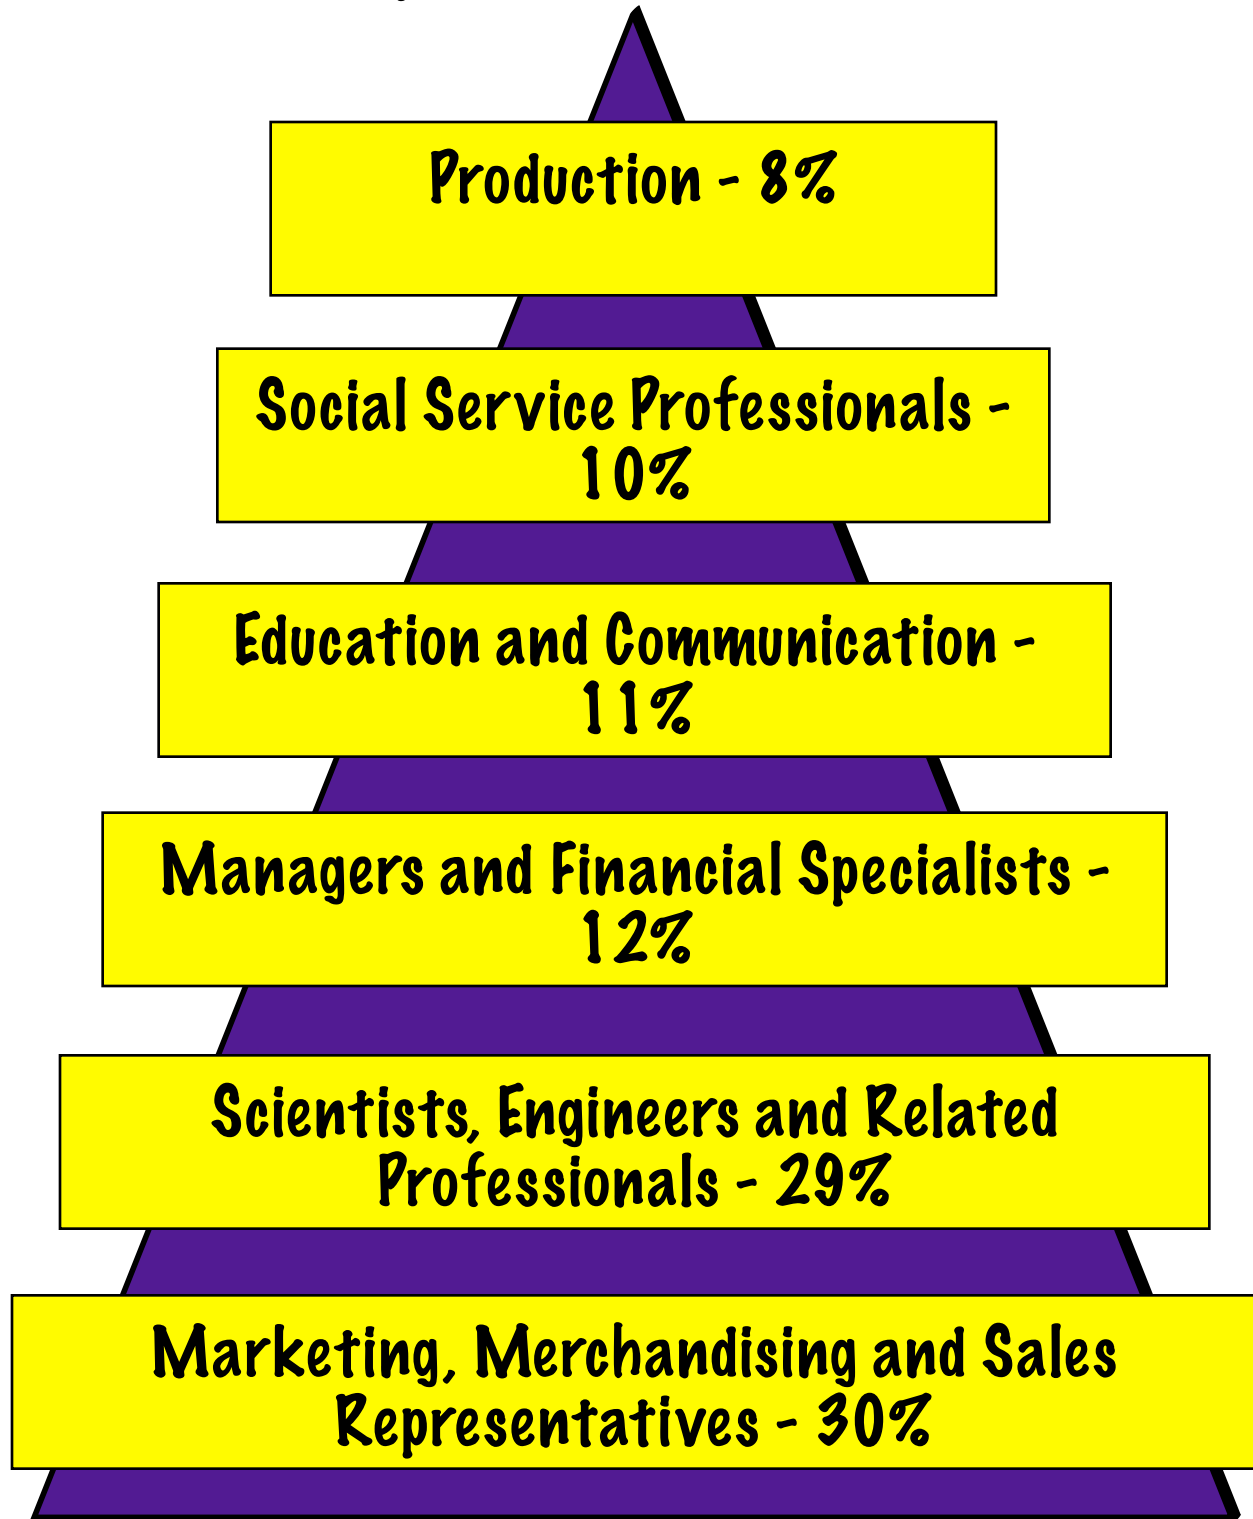 Production - 8%
Social Service Professionals -
10%
Education and Communication -
11%
Managers and Financial Specialists -
12%
Scientists, Engineers and Related
Professionals - 29%
Marketing, Merchandising and Sales
Representatives - 30%